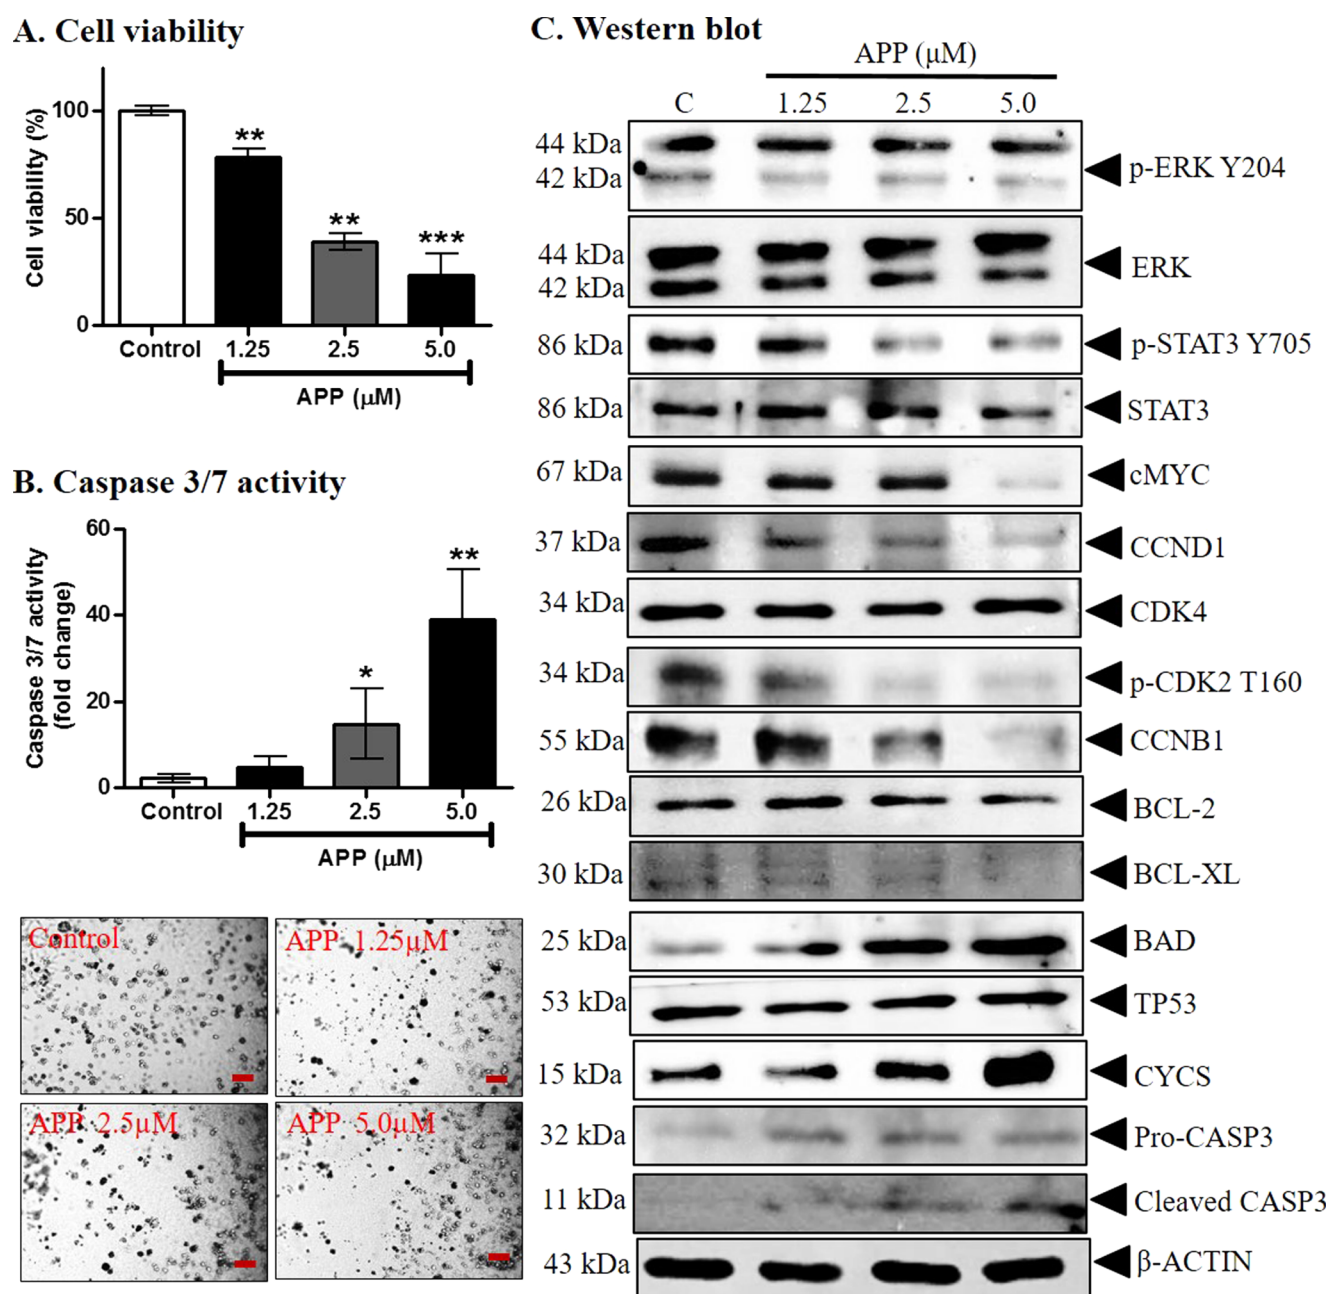 A. Cell viability
Cell viability (%)
100
50
0
**
**
***
Control 1.25 2.5 5.0
APP (μM)
B. Caspase 3/7 activity
Caspase 3/7 activity
(fold change)
60
40
20
0
*
**
Control 1.25 2.5 5.0
APP (μM)
Control
APP 1.25μM
APP 2.5μM
APP 5.0μM
C. Western blot
APP (μM)
C 1.25 2.5 5.0
44 kDa
42 kDa
p-ERK Y204
44 kDa
42 kDa
ERK
86 kDa p-STAT3 Y705
86 kDa STAT3
67 kDa cMYC
37 kDa CCND1
34 kDa CDK4
34 kDa p-CDK2 T160
55 kDa CCNB1
26 kDa BCL-2
30 kDa BCL-XL
25 kDa BAD
53 kDa TP53
15 kDa CYCS
32 kDa Pro-CASP3
11 kDa Cleaved CASP3
43 kDa β-ACTIN